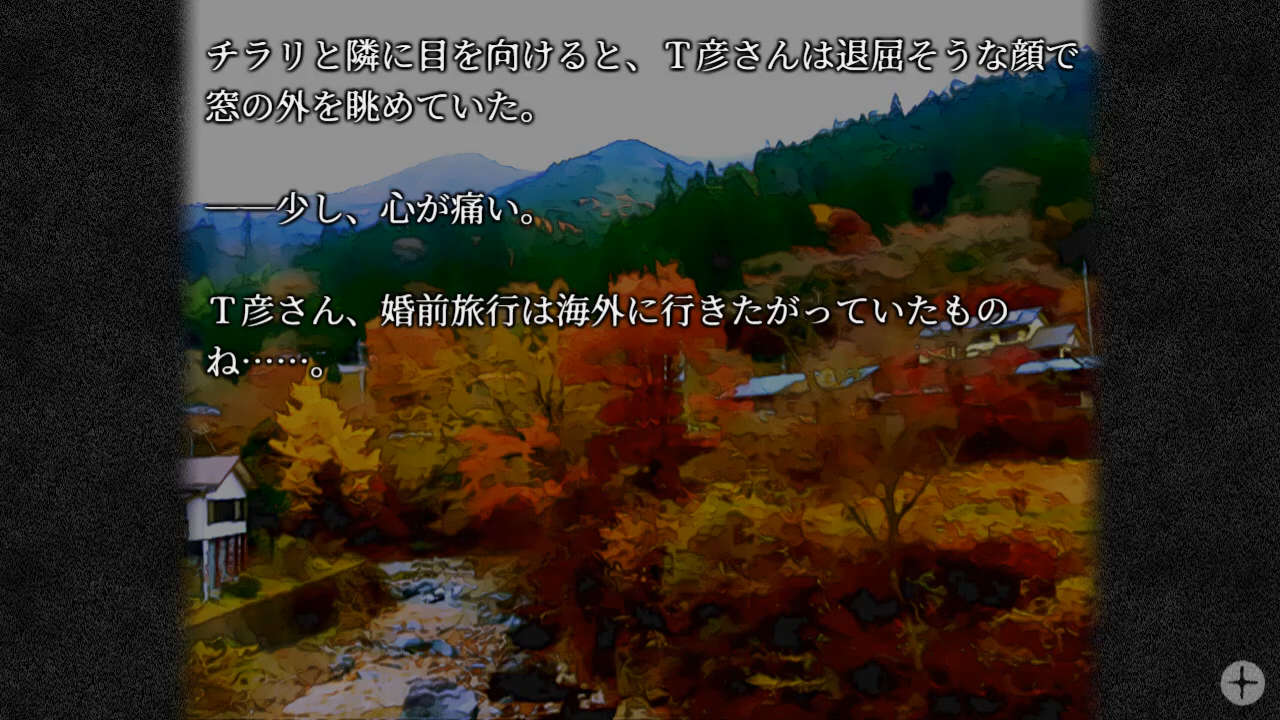 チラリと隣に目を向けると、Ｔ彦さんは退屈そうな顔で
窓の外を眺めていた。
――少し、心が痛い。
Ｔ彦さん、婚前旅行は海外に行きたがっていたもの
ね……。